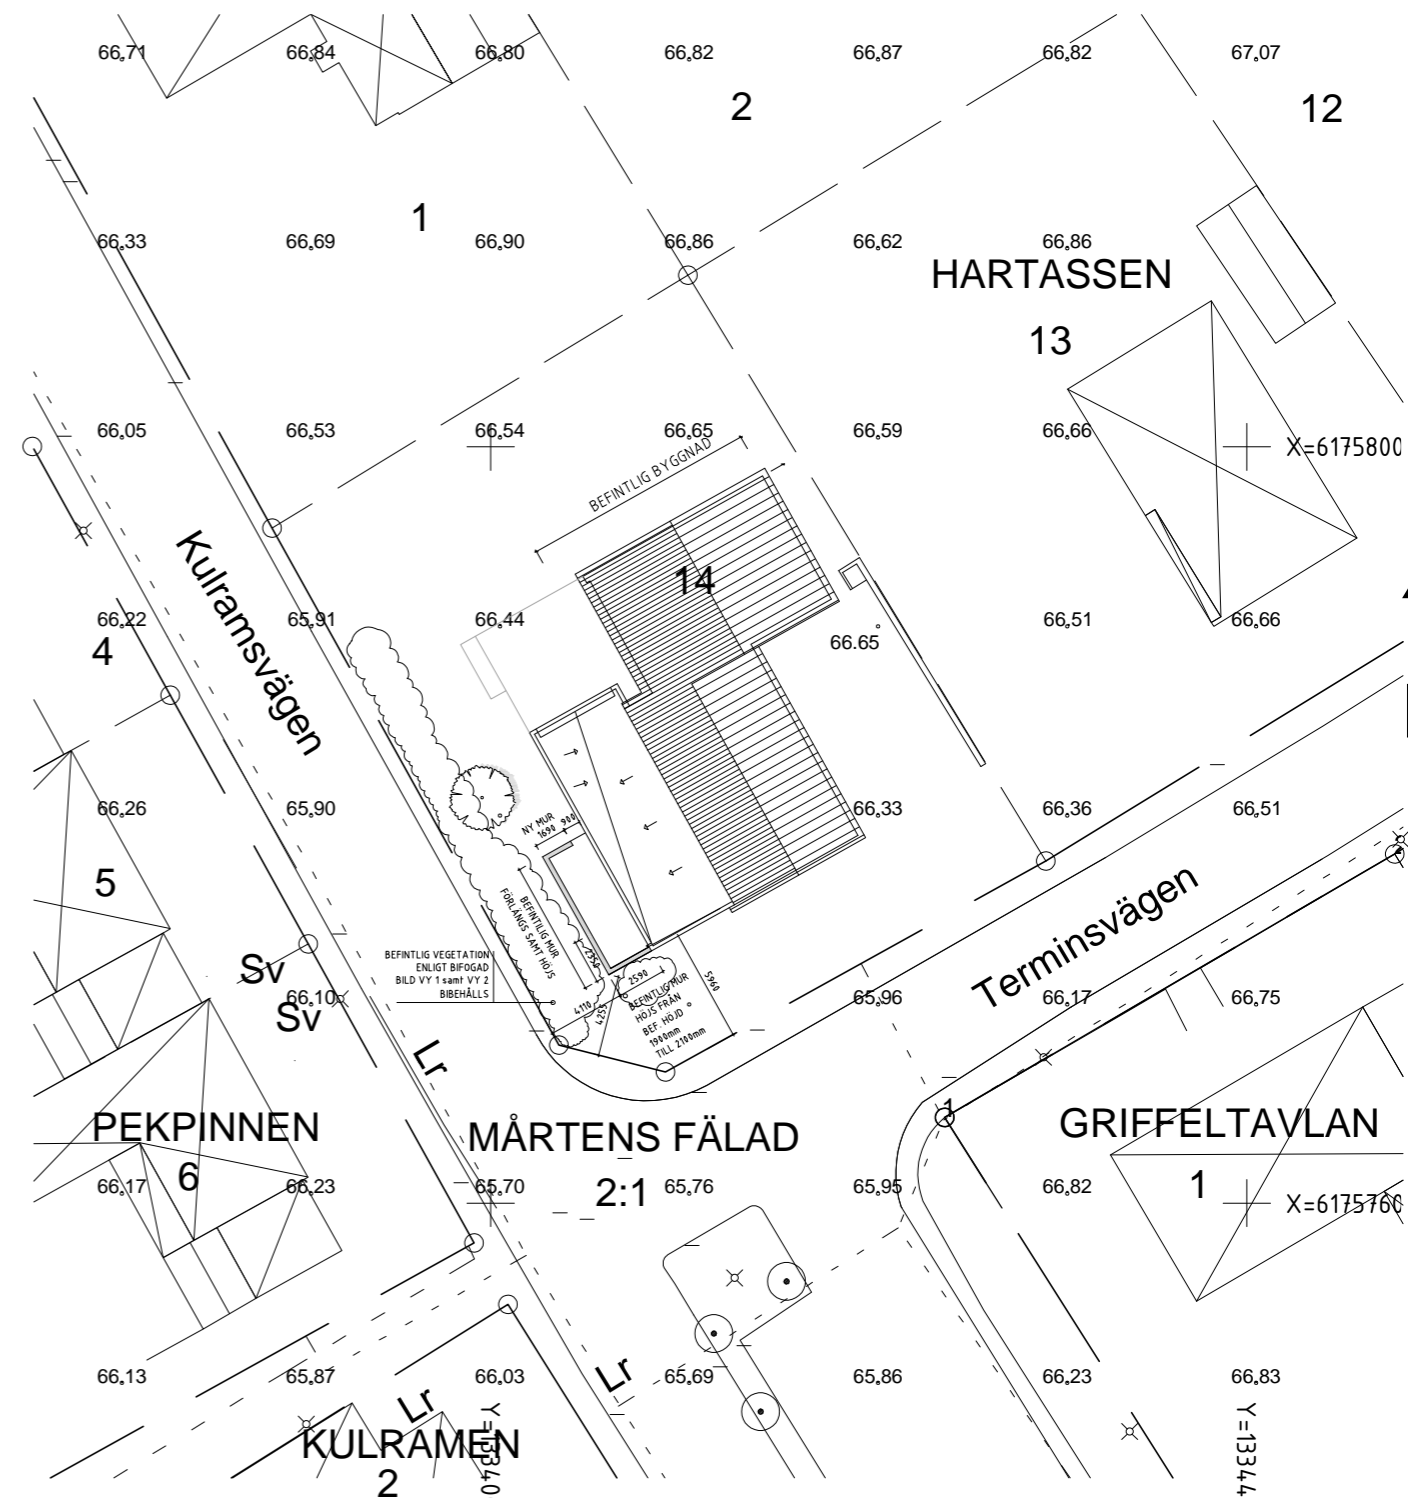 66.71 66.84 66.80 66.82 66.87 66.82 67.07
2
12
1
66.33 66.69 66.90 66.86 66.62 66.86
HARTASSEN
13
66.05 66.53 66.54 66.65 66.59 66.66
X=6175800
BEFINTLIG BYGGNAD
14
Kulramsvägen
66.22 65.91 66.44 66.51 66.66
4
66.65
66.26 65.90 66.33 66.36 66.51
NY MUR
1690 900
5
BEFINTLIG MUR
FÖRLÄNGS SAMT HÖJS
Terminsvägen
BEFINTLIG VEGETATION
ENLIGT BIFOGAD
BILD VY 1 samt VY 2
BIBEHÅLLS
Sv
2350
2590
5960
4110
4255
66.10 65.96 66.17 66.75
Sv
BEFINTLIG MUR
HÖJS FRÅN
BEF. HÖJD
1900mm
TILL 2100mm
Lr
1
PEKPINNEN
6
MÅRTENS FÄLAD
2:1
GRIFFELTAVLAN
1
66.17 66.23 65.70 65.76 65.95 66.82
X=6175760
66.13 65.87 66.03 65.69 65.86 66.23 66.83
Lr
Lr
KULRAMEN
2
Y=13340
Y=1344